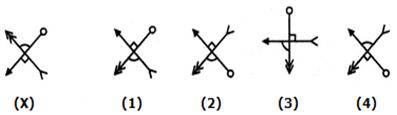 (X) (1) (2) (3) (4)